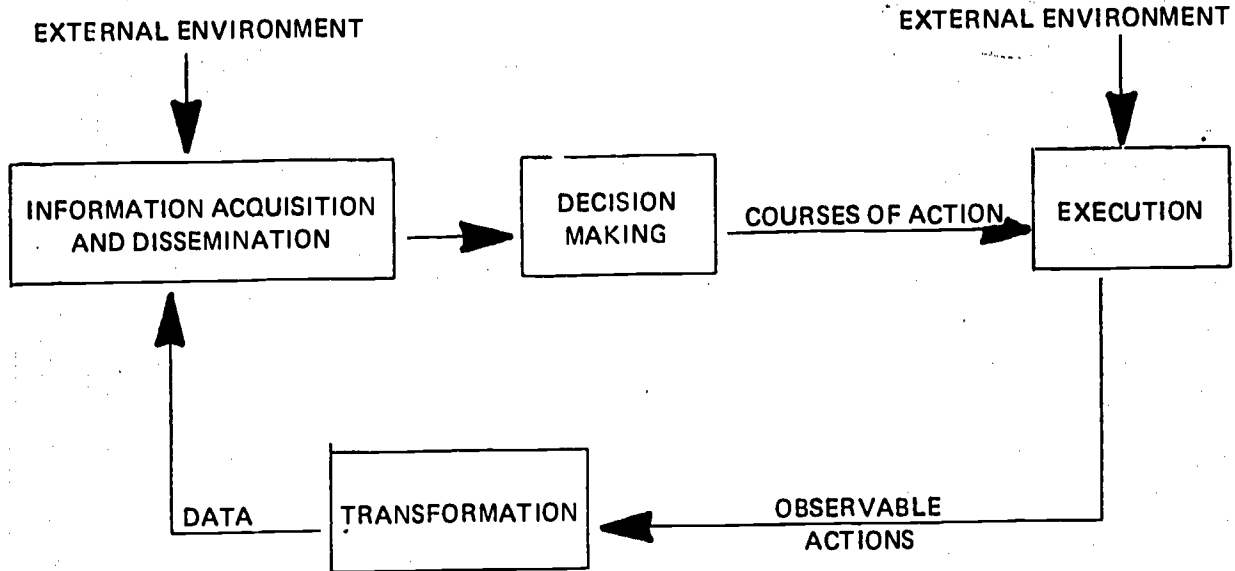 EXTERNAL ENVIRONMENT
EXTERNAL ENVIRONMENT
INFORMATION ACQUISITION
AND DISSEMINATION
DECISION
MAKING
COURSES OF ACTION
EXECUTION
DATA
TRANSFORMATION
OBSERVABLE
ACTIONS